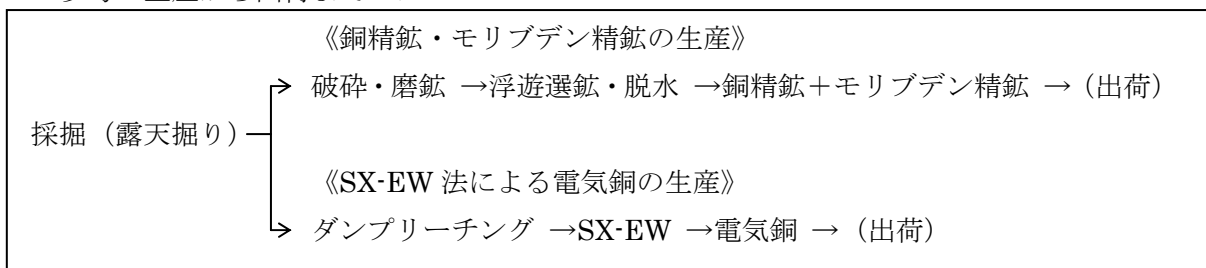 《銅精鉱・モリブデン精鉱の生産》
破砕・磨鉱 →浮遊選鉱・脱水 →銅精鉱+モリブデン精鉱 →（出荷）
採掘（露天掘り）
《SX-EW 法による電気銅の生産》
ダンプリーチング →SX-EW →電気銅 →（出荷）